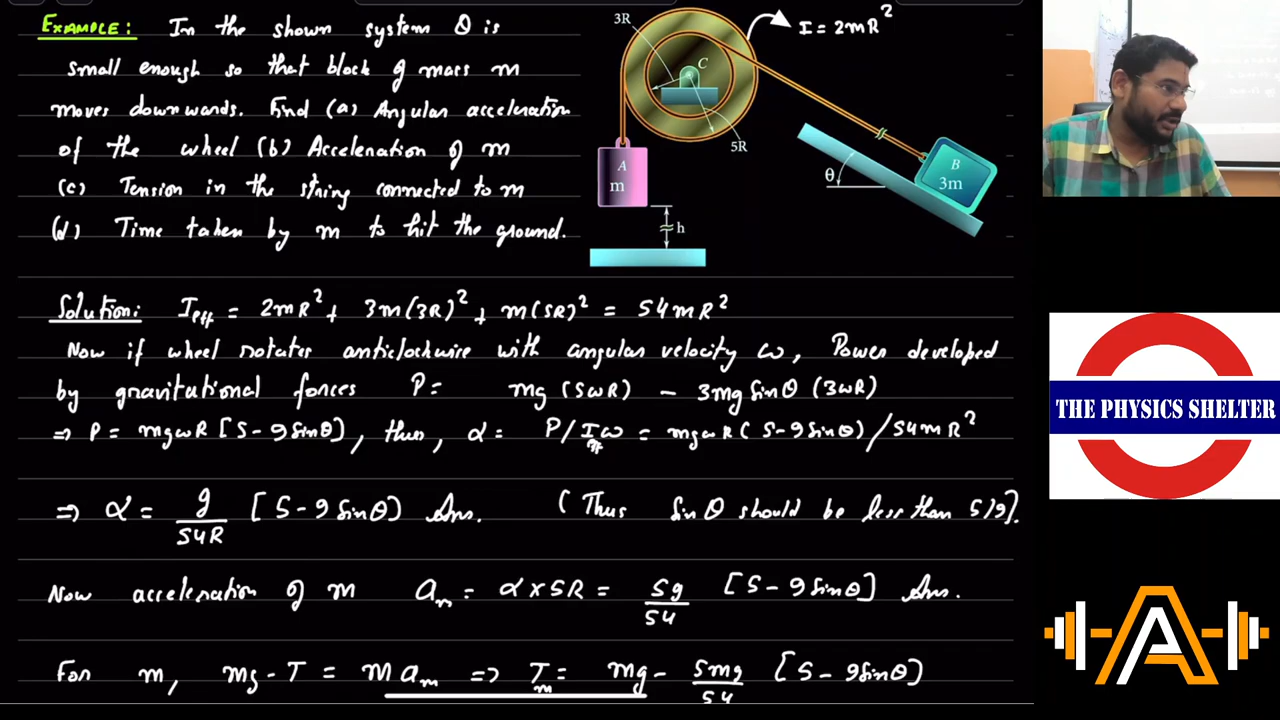 EXAMPLE: In the shown system θ is
small enough so that block of mass m
moves downwards. Find (a) Angular acceleration
of the wheel (b) Acceleration of m
(c) Tension in the string connected to m
(d) Time taken by m to hit the ground.
3R
I = 2mR²
C
5R
A
m
h
θ
B
3m
Solution: I_eff = 2mR² + 3m(3R)² + m(5R)² = 54mR²
Now if wheel rotates anticlockwise with angular velocity ω, Power developed
by gravitational forces P = mg(5ωR) - 3mg Sinθ (3ωR)
⇒ P = mgωR [5 - 9Sinθ], thus, α = P/I_eff ω = mgωR(5-9Sinθ)/54mR²
⇒ α = g/54R [5 - 9Sinθ] Ans. (Thus Sinθ should be less than 5/9).
Now acceleration of m a_m = α×5R = 5g/54 [5 - 9Sinθ] Ans.
For m, mg - T = m a_m ⇒ T_m = mg - 5mg/54 [5 - 9Sinθ]
THE PHYSICS SHELTER
A